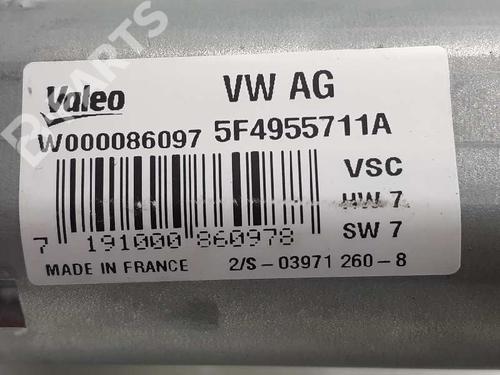 B-PARTS
Valeo VW AG
W000086097 5F4955711A
VSC
HW 7
7 191000 860978 SW 7
MADE IN FRANCE 2/S-03971 260-8